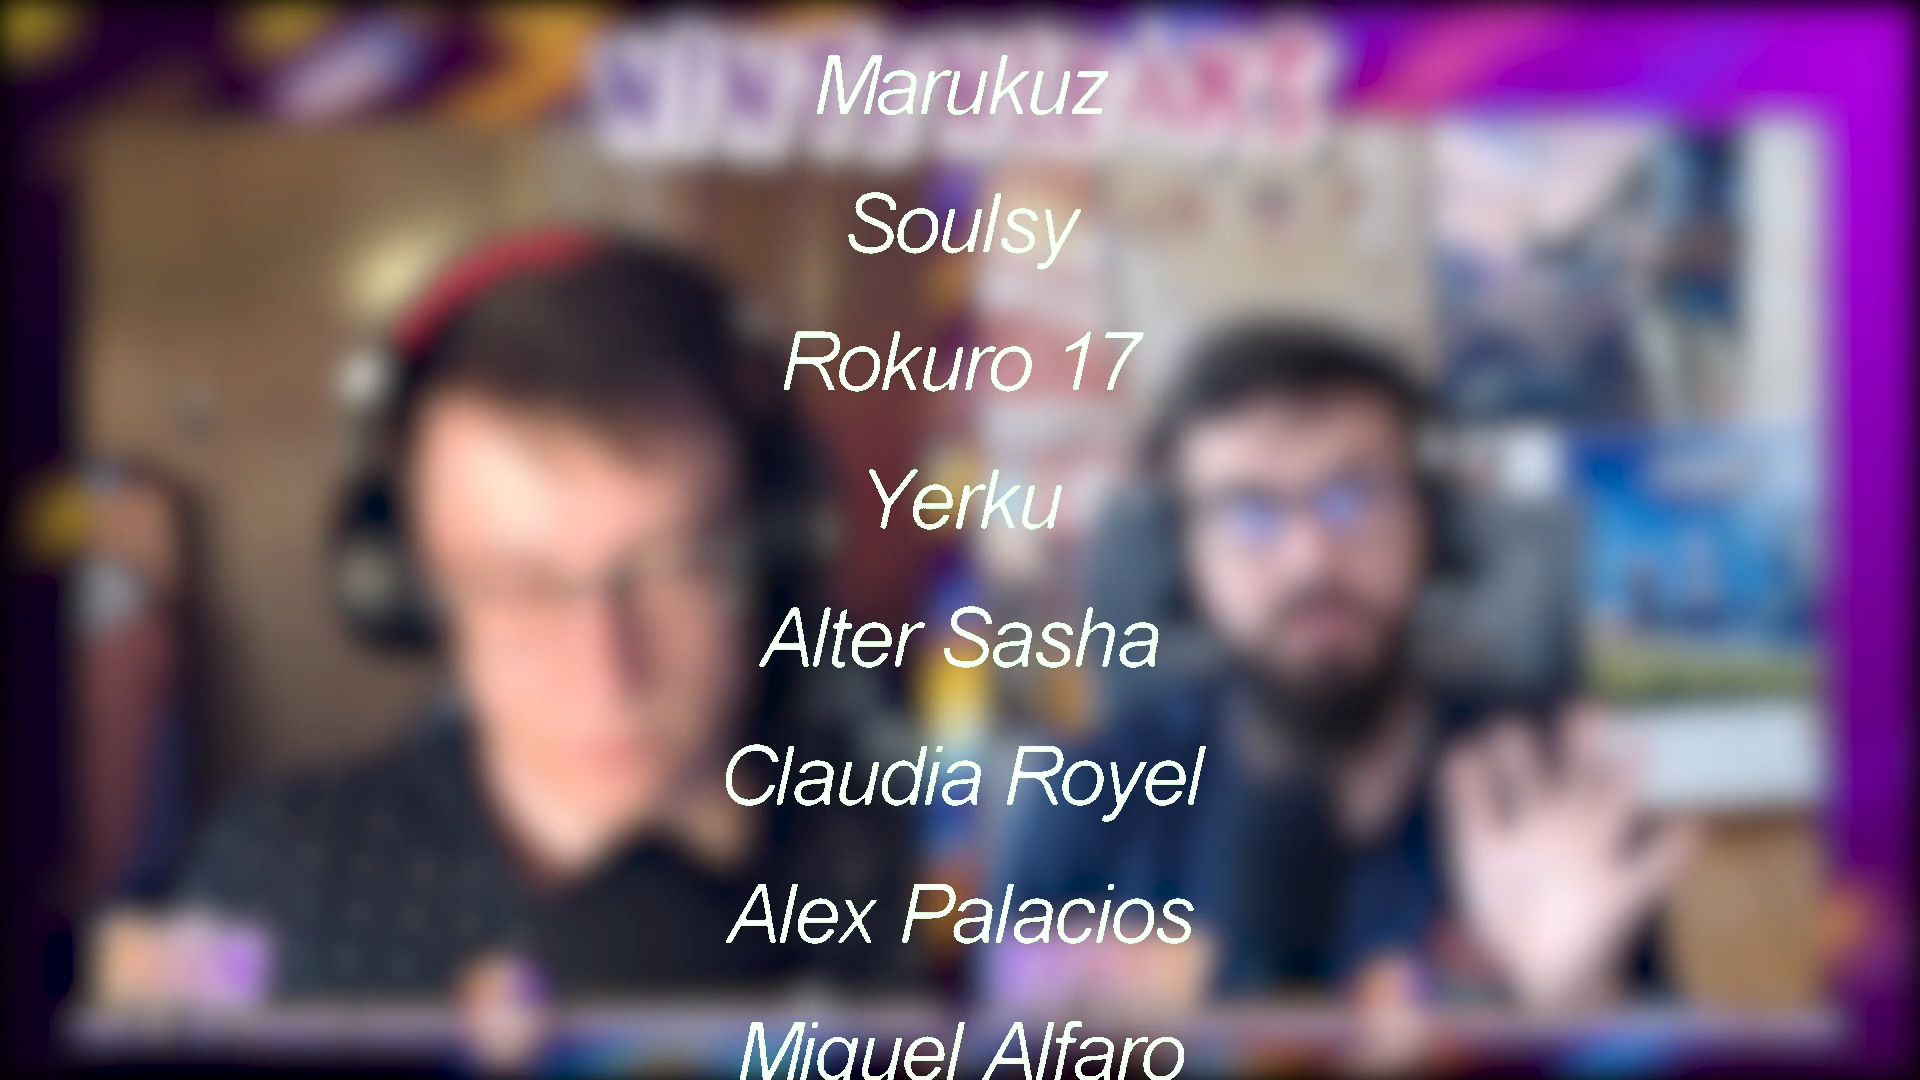 Marukuz
Soulsy
Rokuro 17
Yerku
Alter Sasha
Claudia Royel
Alex Palacios
Miguel Alfaro